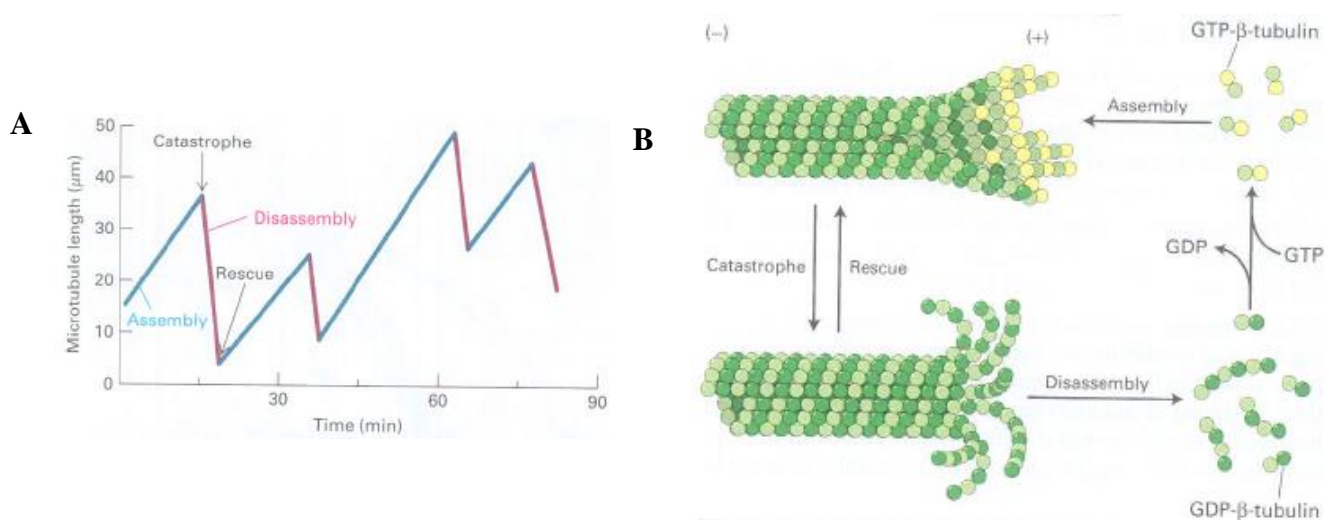 A
Microtubule length (μm)
50
40
30
20
10
0
Catastrophe
Disassembly
Rescue
Assembly
30
60
90
Time (min)
B
(−)
(+)
GTP-β-tubulin
Assembly
Catastrophe
Rescue
GDP
GTP
Disassembly
GDP-β-tubulin